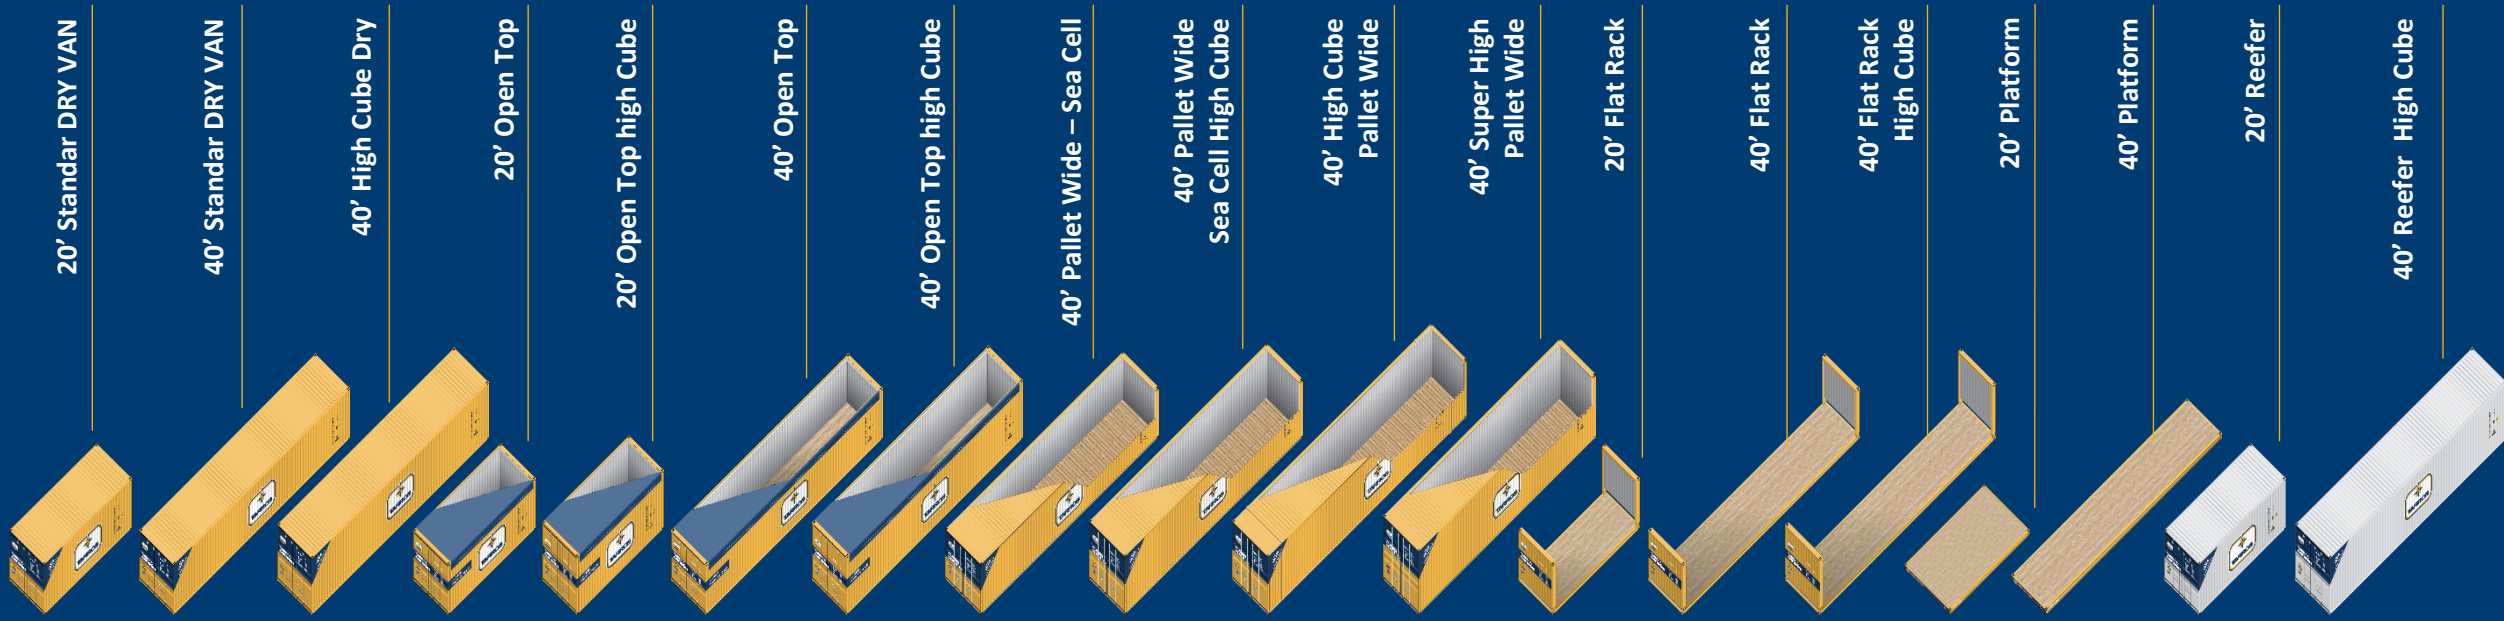 20’ Standar DRY VAN
40’ Standar DRY VAN
40’ High Cube Dry
20’ Open Top
20’ Open Top high Cube
40’ Open Top
40’ Open Top high Cube
40’ Pallet Wide – Sea Cell
40’ Pallet Wide
Sea Cell High Cube
40’ High Cube
Pallet Wide
40’ Super High
Pallet Wide
20’ Flat Rack
40’ Flat Rack
40’ Flat Rack
High Cube
20’ Platform
40’ Platform
20’ Reefer
40’ Reefer  High Cube